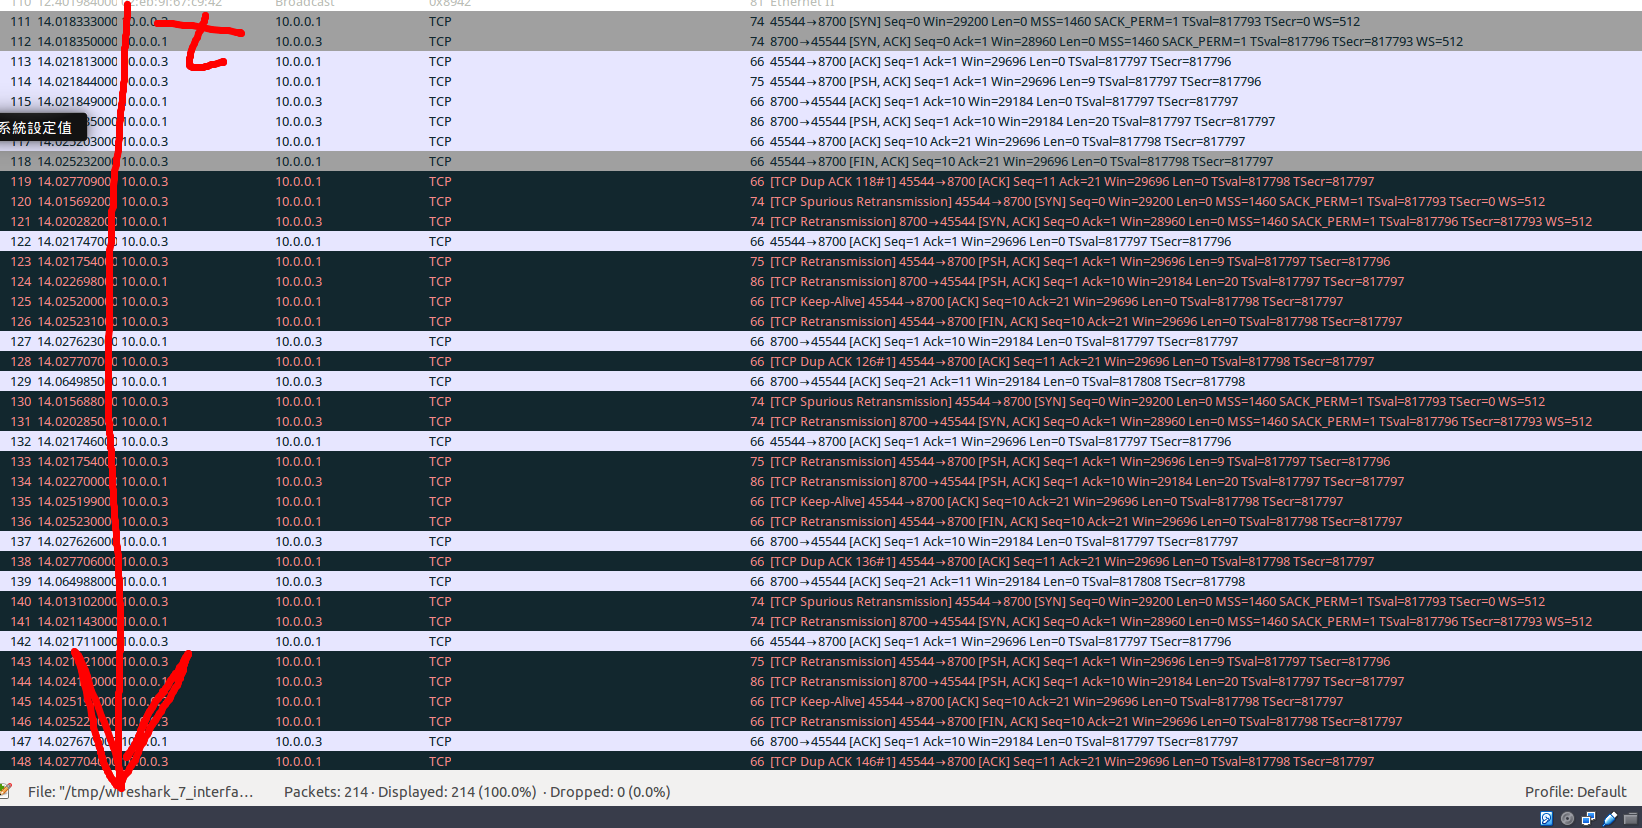 110 12.401984000 :eb:9f:67:c9:42 Broadcast 0x8942 81 Ethernet II
111 14.018333000 10.0.0.3 10.0.0.1 TCP 74 45544→8700 [SYN] Seq=0 Win=29200 Len=0 MSS=1460 SACK_PERM=1 TSval=817793 TSecr=0 WS=512
t
112 14.018350000 10.0.0.1 10.0.0.3 TCP 74 8700→45544 [SYN, ACK] Seq=0 Ack=1 Win=28960 Len=0 MSS=1460 SACK_PERM=1 TSval=817796 TSecr=817793 WS=512
113 14.021813000 10.0.0.3 10.0.0.1 TCP 66 45544→8700 [ACK] Seq=1 Ack=1 Win=29696 Len=0 TSval=817797 TSecr=817796
114 14.021844000 10.0.0.3 10.0.0.1 TCP 75 45544→8700 [PSH, ACK] Seq=1 Ack=1 Win=29696 Len=9 TSval=817797 TSecr=817796
115 14.021849000 10.0.0.1 10.0.0.3 TCP 66 8700→45544 [ACK] Seq=1 Ack=10 Win=29184 Len=0 TSval=817797 TSecr=817797
系統設定值 35000 10.0.0.1 10.0.0.3 TCP 86 8700→45544 [PSH, ACK] Seq=1 Ack=10 Win=29184 Len=20 TSval=817797 TSecr=817797
117 14.025203000 10.0.0.3 10.0.0.1 TCP 66 45544→8700 [ACK] Seq=10 Ack=21 Win=29696 Len=0 TSval=817798 TSecr=817797
118 14.025232000 10.0.0.3 10.0.0.1 TCP 66 45544→8700 [FIN, ACK] Seq=10 Ack=21 Win=29696 Len=0 TSval=817798 TSecr=817797
119 14.027709000 10.0.0.3 10.0.0.1 TCP 66 [TCP Dup ACK 118#1] 45544→8700 [ACK] Seq=11 Ack=21 Win=29696 Len=0 TSval=817798 TSecr=817797
120 14.015692000 10.0.0.3 10.0.0.1 TCP 74 [TCP Spurious Retransmission] 45544→8700 [SYN] Seq=0 Win=29200 Len=0 MSS=1460 SACK_PERM=1 TSval=817793 TSecr=0 WS=512
121 14.020282000 10.0.0.1 10.0.0.3 TCP 74 [TCP Retransmission] 8700→45544 [SYN, ACK] Seq=0 Ack=1 Win=28960 Len=0 MSS=1460 SACK_PERM=1 TSval=817796 TSecr=817793 WS=512
122 14.021747000 10.0.0.3 10.0.0.1 TCP 66 45544→8700 [ACK] Seq=1 Ack=1 Win=29696 Len=0 TSval=817797 TSecr=817796
123 14.021754000 10.0.0.3 10.0.0.1 TCP 75 [TCP Retransmission] 45544→8700 [PSH, ACK] Seq=1 Ack=1 Win=29696 Len=9 TSval=817797 TSecr=817796
124 14.022698000 10.0.0.1 10.0.0.3 TCP 86 [TCP Retransmission] 8700→45544 [PSH, ACK] Seq=1 Ack=10 Win=29184 Len=20 TSval=817797 TSecr=817797
125 14.025200000 10.0.0.3 10.0.0.1 TCP 66 [TCP Keep-Alive] 45544→8700 [ACK] Seq=10 Ack=21 Win=29696 Len=0 TSval=817798 TSecr=817797
126 14.025231000 10.0.0.3 10.0.0.1 TCP 66 [TCP Retransmission] 45544→8700 [FIN, ACK] Seq=10 Ack=21 Win=29696 Len=0 TSval=817798 TSecr=817797
127 14.027623000 10.0.0.1 10.0.0.3 TCP 66 8700→45544 [ACK] Seq=1 Ack=10 Win=29184 Len=0 TSval=817797 TSecr=817797
128 14.027707000 10.0.0.3 10.0.0.1 TCP 66 [TCP Dup ACK 126#1] 45544→8700 [ACK] Seq=11 Ack=21 Win=29696 Len=0 TSval=817798 TSecr=817797
129 14.064985000 10.0.0.1 10.0.0.3 TCP 66 8700→45544 [ACK] Seq=21 Ack=11 Win=29184 Len=0 TSval=817808 TSecr=817798
130 14.015688000 10.0.0.3 10.0.0.1 TCP 74 [TCP Spurious Retransmission] 45544→8700 [SYN] Seq=0 Win=29200 Len=0 MSS=1460 SACK_PERM=1 TSval=817793 TSecr=0 WS=512
131 14.020285000 10.0.0.1 10.0.0.3 TCP 74 [TCP Retransmission] 8700→45544 [SYN, ACK] Seq=0 Ack=1 Win=28960 Len=0 MSS=1460 SACK_PERM=1 TSval=817796 TSecr=817793 WS=512
132 14.021746000 10.0.0.3 10.0.0.1 TCP 66 45544→8700 [ACK] Seq=1 Ack=1 Win=29696 Len=0 TSval=817797 TSecr=817796
133 14.021754000 10.0.0.3 10.0.0.1 TCP 75 [TCP Retransmission] 45544→8700 [PSH, ACK] Seq=1 Ack=1 Win=29696 Len=9 TSval=817797 TSecr=817796
134 14.022700000 10.0.0.1 10.0.0.3 TCP 86 [TCP Retransmission] 8700→45544 [PSH, ACK] Seq=1 Ack=10 Win=29184 Len=20 TSval=817797 TSecr=817797
135 14.025199000 10.0.0.3 10.0.0.1 TCP 66 [TCP Keep-Alive] 45544→8700 [ACK] Seq=10 Ack=21 Win=29696 Len=0 TSval=817798 TSecr=817797
136 14.025230000 10.0.0.3 10.0.0.1 TCP 66 [TCP Retransmission] 45544→8700 [FIN, ACK] Seq=10 Ack=21 Win=29696 Len=0 TSval=817798 TSecr=817797
137 14.027626000 10.0.0.1 10.0.0.3 TCP 66 8700→45544 [ACK] Seq=1 Ack=10 Win=29184 Len=0 TSval=817797 TSecr=817797
138 14.027706000 10.0.0.3 10.0.0.1 TCP 66 [TCP Dup ACK 136#1] 45544→8700 [ACK] Seq=11 Ack=21 Win=29696 Len=0 TSval=817798 TSecr=817797
139 14.064988000 10.0.0.1 10.0.0.3 TCP 66 8700→45544 [ACK] Seq=21 Ack=11 Win=29184 Len=0 TSval=817808 TSecr=817798
140 14.013102000 10.0.0.3 10.0.0.1 TCP 74 [TCP Spurious Retransmission] 45544→8700 [SYN] Seq=0 Win=29200 Len=0 MSS=1460 SACK_PERM=1 TSval=817793 TSecr=0 WS=512
141 14.021143000 10.0.0.1 10.0.0.3 TCP 74 [TCP Retransmission] 8700→45544 [SYN, ACK] Seq=0 Ack=1 Win=28960 Len=0 MSS=1460 SACK_PERM=1 TSval=817796 TSecr=817793 WS=512
142 14.021711000 10.0.0.3 10.0.0.1 TCP 66 45544→8700 [ACK] Seq=1 Ack=1 Win=29696 Len=0 TSval=817797 TSecr=817796
143 10.0.0.3 10.0.0.1 TCP 75 [TCP Retransmission] 45544→8700 [PSH, ACK] Seq=1 Ack=1 Win=29696 Len=9 TSval=817797 TSecr=817796
144 10.0.0.1 10.0.0.3 TCP 86 [TCP Retransmission] 8700→45544 [PSH, ACK] Seq=1 Ack=10 Win=29184 Len=20 TSval=817797 TSecr=817797
145 10.0.0.3 10.0.0.1 TCP 66 [TCP Keep-Alive] 45544→8700 [ACK] Seq=10 Ack=21 Win=29696 Len=0 TSval=817798 TSecr=817797
146 10.0.0.3 10.0.0.1 TCP 66 [TCP Retransmission] 45544→8700 [FIN, ACK] Seq=10 Ack=21 Win=29696 Len=0 TSval=817798 TSecr=817797
147 10.0.0.1 10.0.0.3 TCP 66 8700→45544 [ACK] Seq=1 Ack=10 Win=29184 Len=0 TSval=817797 TSecr=817797
148 14.027704000 10.0.0.3 10.0.0.1 TCP 66 [TCP Dup ACK 146#1] 45544→8700 [ACK] Seq=11 Ack=21 Win=29696 Len=0 TSval=817798 TSecr=817797
File: "/tmp/wireshark_7_interfa... Packets: 214 · Displayed: 214 (100.0%) · Dropped: 0 (0.0%) Profile: Default